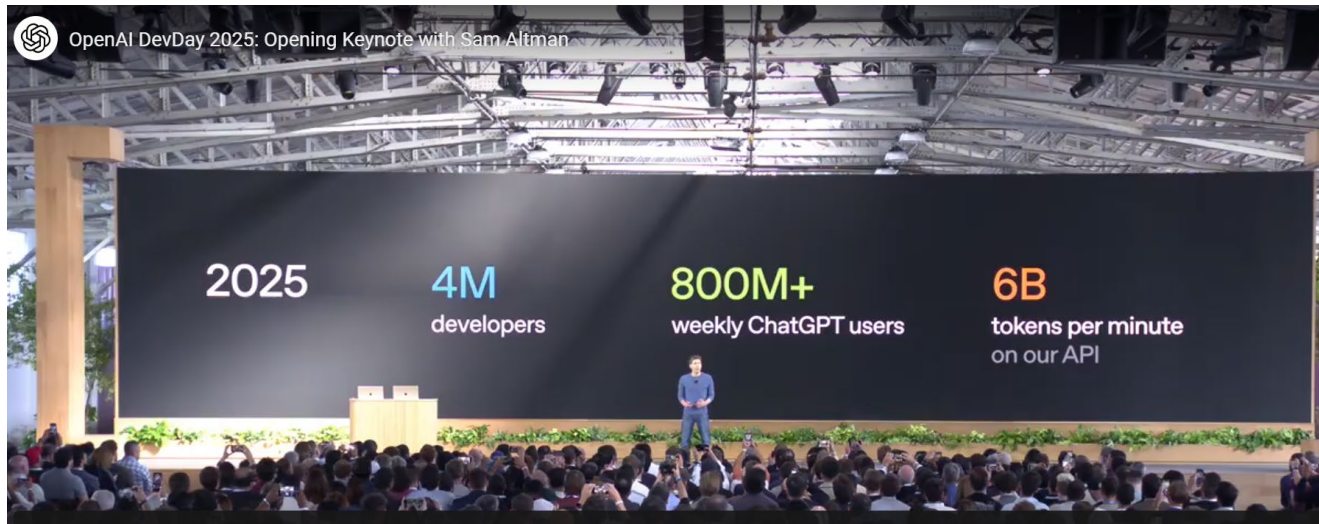 OpenAI DevDay 2025: Opening Keynote with Sam Altman
2025
4M
developers
800M+
weekly ChatGPT users
6B
tokens per minute
on our API